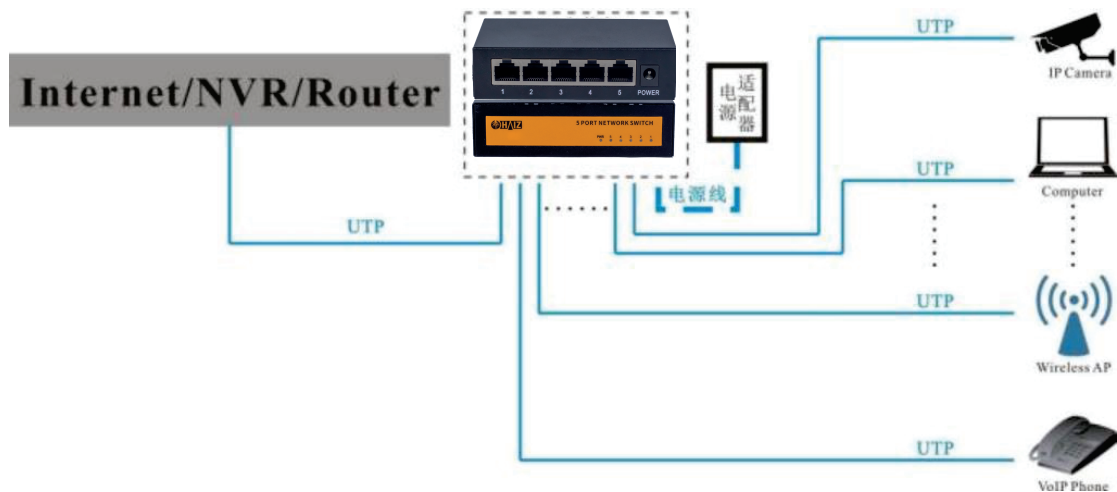 UTP
IP Camera
Internet/NVR/Router
1 2 3 4 5 POWER
HAIZ
5 PORT NETWORK SWITCH
电源
适配器
电源线
UTP
Computer
UTP
UTP
Wireless AP
UTP
VoIP Phone